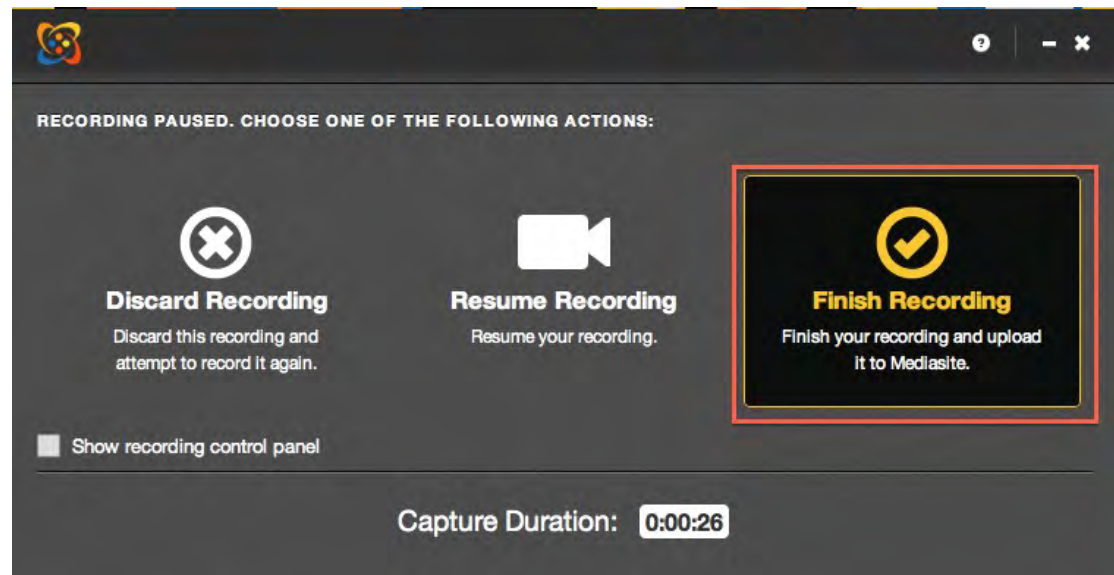 RECORDING PAUSED. CHOOSE ONE OF THE FOLLOWING ACTIONS:
Discard Recording
Discard this recording and
attempt to record it again.
Resume Recording
Resume your recording.
Finish Recording
Finish your recording and upload
it to Mediasite.
Show recording control panel
Capture Duration: 0:00:26